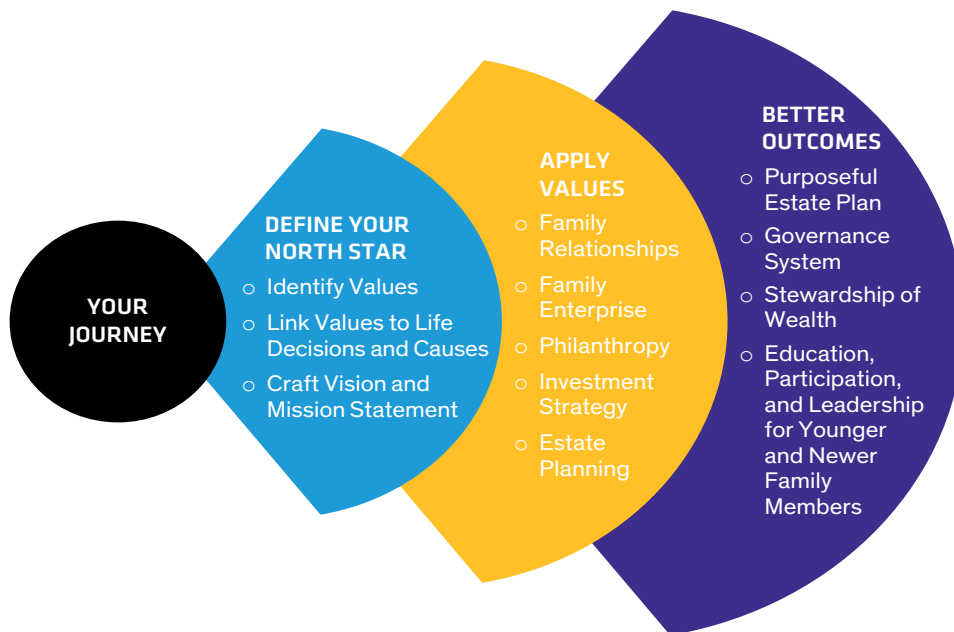 YOUR
JOURNEY
DEFINE YOUR
NORTH STAR
○ Identify Values
○ Link Values to Life
Decisions and Causes
○ Craft Vision and
Mission Statement
APPLY
VALUES
○ Family
Relationships
○ Family
Enterprise
○ Philanthropy
○ Investment
Strategy
○ Estate
Planning
BETTER
OUTCOMES
○ Purposeful
Estate Plan
○ Governance
System
○ Stewardship of
Wealth
○ Education,
Participation,
and Leadership
for Younger
and Newer
Family
Members